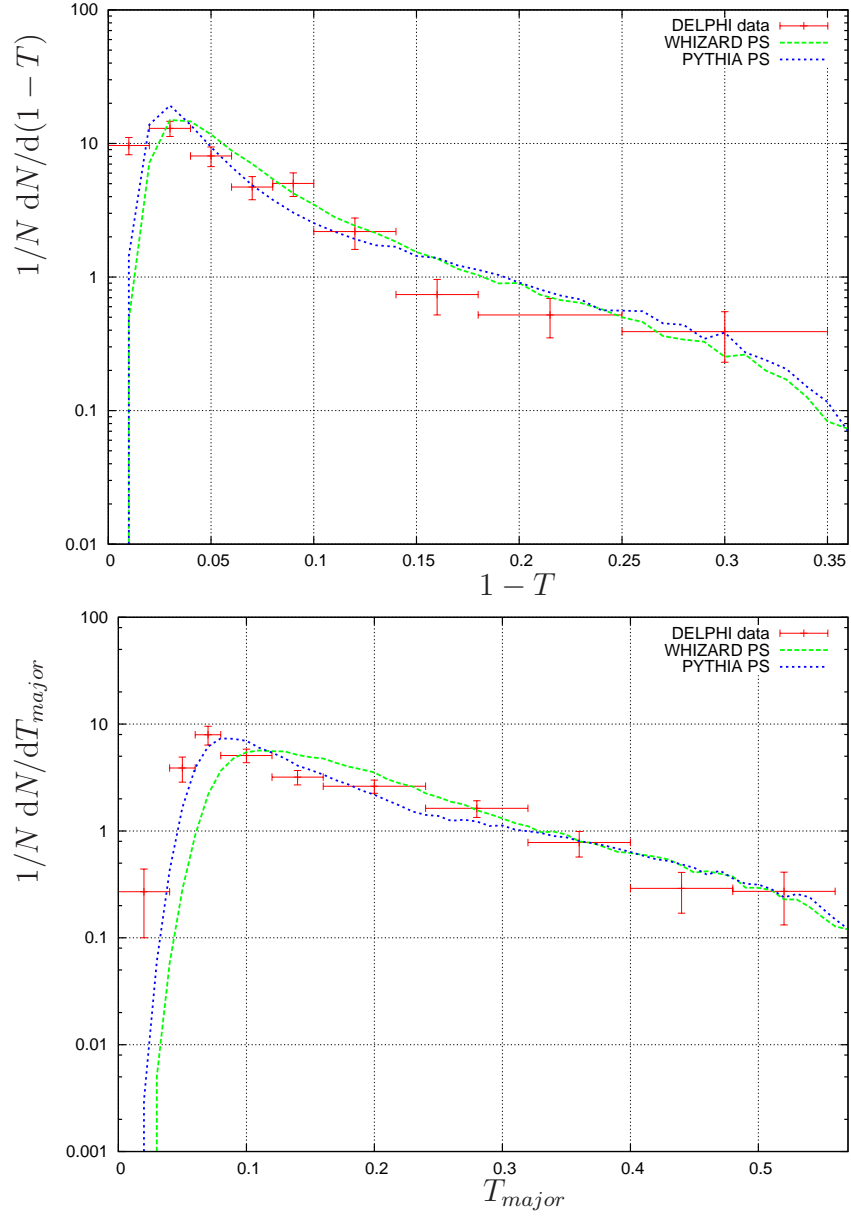 100
10
1
0.1
0.01
1/N dN/d(1 − T)
DELPHI data
WHIZARD PS
PYTHIA PS
0 0.05 0.1 0.15 0.2 0.25 0.3 0.35
1 − T
100
10
1
0.1
0.01
0.001
1/N dN/dT_major
DELPHI data
WHIZARD PS
PYTHIA PS
0 0.1 0.2 0.3 0.4 0.5
T_major